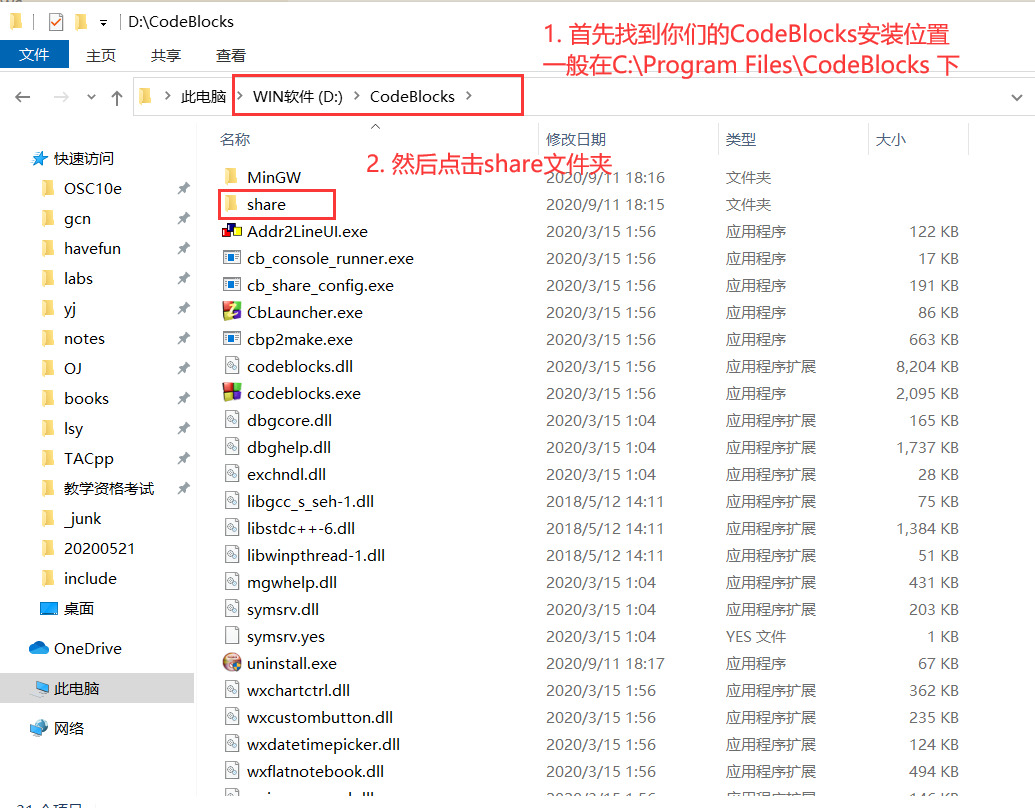 D:\CodeBlocks
1. 首先找到你们的CodeBlocks安装位置
文件 主页 共享 查看
一般在C:\Program Files\CodeBlocks 下
此电脑 WIN软件 (D:) CodeBlocks
名称 修改日期 类型 大小
2. 然后点击share文件夹
快速访问
OSC10e
gcn
havefun
labs
yj
notes
OJ
books
lsy
TACpp
教学资格考试
_junk
20200521
include
桌面
OneDrive
此电脑
网络
MinGW 2020/9/11 18:16 文件夹
share 2020/9/11 18:15 文件夹
Addr2LineUI.exe 2020/3/15 1:56 应用程序 122 KB
cb_console_runner.exe 2020/3/15 1:56 应用程序 17 KB
cb_share_config.exe 2020/3/15 1:56 应用程序 191 KB
CbLauncher.exe 2020/3/15 1:56 应用程序 86 KB
cbp2make.exe 2020/3/15 1:56 应用程序 663 KB
codeblocks.dll 2020/3/15 1:56 应用程序扩展 8,204 KB
codeblocks.exe 2020/3/15 1:56 应用程序 2,095 KB
dbgcore.dll 2020/3/15 1:04 应用程序扩展 165 KB
dbghelp.dll 2020/3/15 1:04 应用程序扩展 1,737 KB
exchndl.dll 2020/3/15 1:04 应用程序扩展 28 KB
libgcc_s_seh-1.dll 2018/5/12 14:11 应用程序扩展 75 KB
libstdc++-6.dll 2018/5/12 14:11 应用程序扩展 1,384 KB
libwinpthread-1.dll 2018/5/12 14:11 应用程序扩展 51 KB
mgwhelp.dll 2020/3/15 1:04 应用程序扩展 431 KB
symsrv.dll 2020/3/15 1:04 应用程序扩展 203 KB
symsrv.yes 2020/3/15 1:04 YES 文件 1 KB
uninstall.exe 2020/9/11 18:17 应用程序 67 KB
wxchartctrl.dll 2020/3/15 1:56 应用程序扩展 362 KB
wxcustombutton.dll 2020/3/15 1:56 应用程序扩展 235 KB
wxdatetimepicker.dll 2020/3/15 1:56 应用程序扩展 124 KB
wxflatnotebook.dll 2020/3/15 1:56 应用程序扩展 494 KB